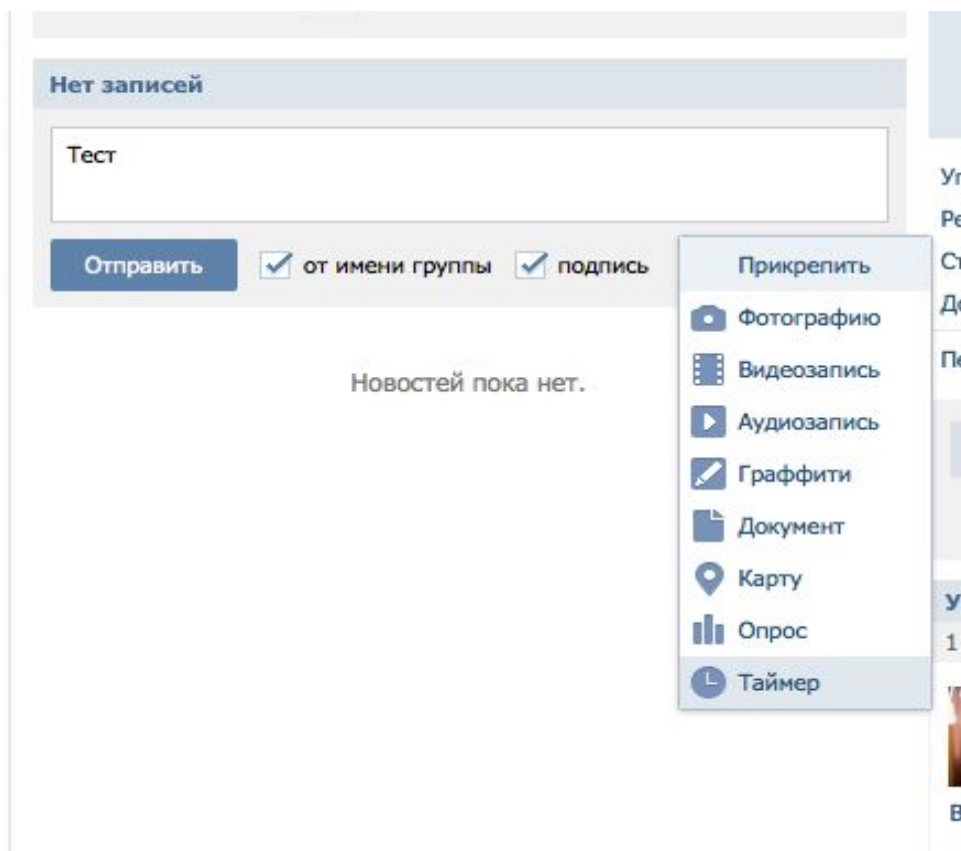 Нет записей
Тест
Отправить от имени группы подпись
Прикрепить
Фотографию
Видеозапись
Аудиозапись
Граффити
Документ
Карту
Опрос
Таймер
Новостей пока нет.
1